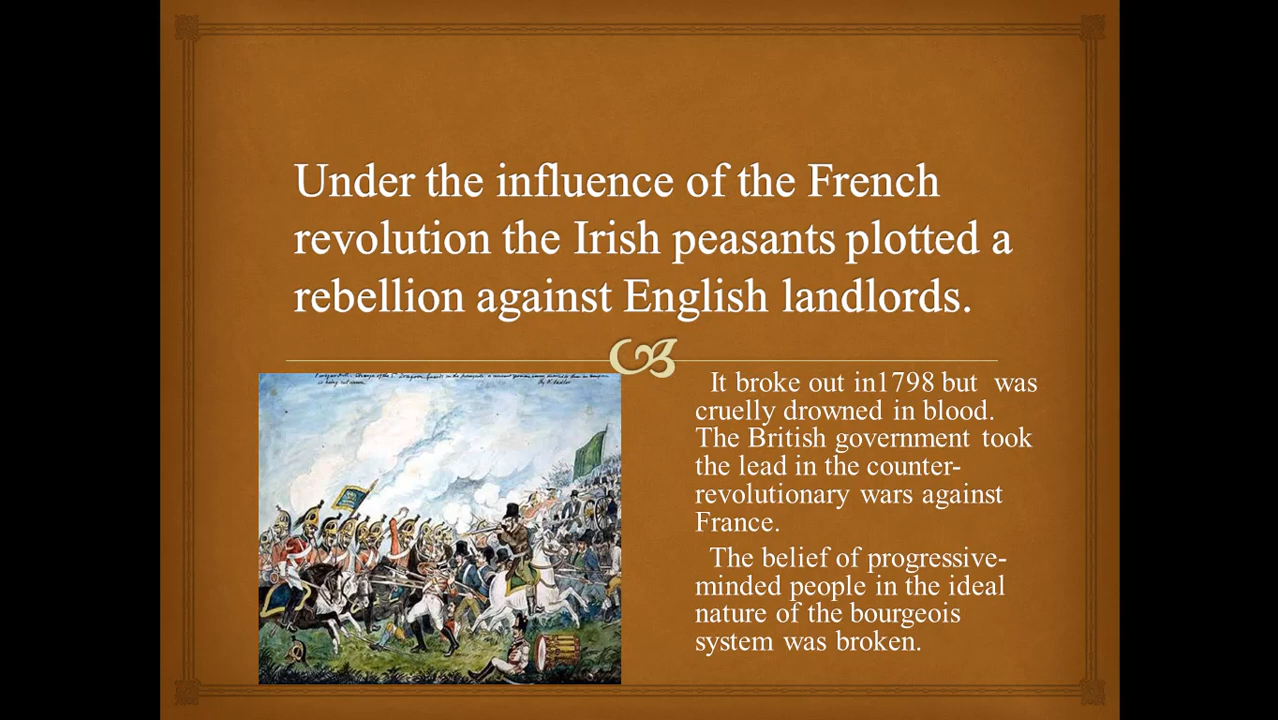 Under the influence of the French
revolution the Irish peasants plotted a
rebellion against English landlords.
It broke out in1798 but was
cruelly drowned in blood.
The British government took
the lead in the counter-
revolutionary wars against
France.
The belief of progressive-
minded people in the ideal
nature of the bourgeois
system was broken.